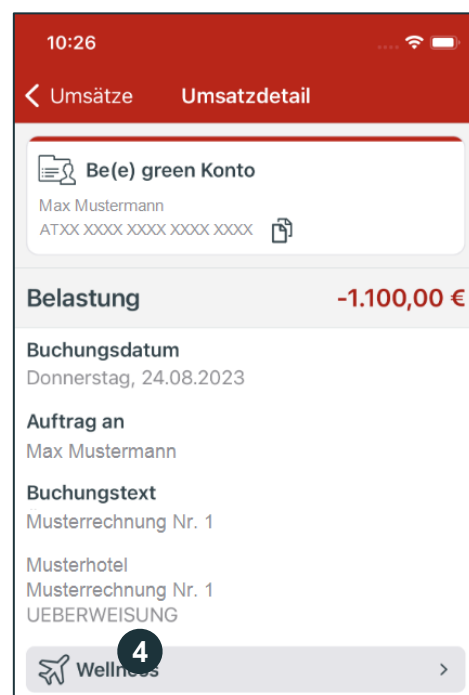 10:26
Umsätze Umsatzdetail
Be(e) green Konto
Max Mustermann
ATXX XXXX XXXX XXXX XXXX
Belastung -1.100,00 €
Buchungsdatum
Donnerstag, 24.08.2023
Auftrag an
Max Mustermann
Buchungstext
Musterrechnung Nr. 1
Musterhotel
Musterrechnung Nr. 1
UEBERWEISUNG
4
Wellness